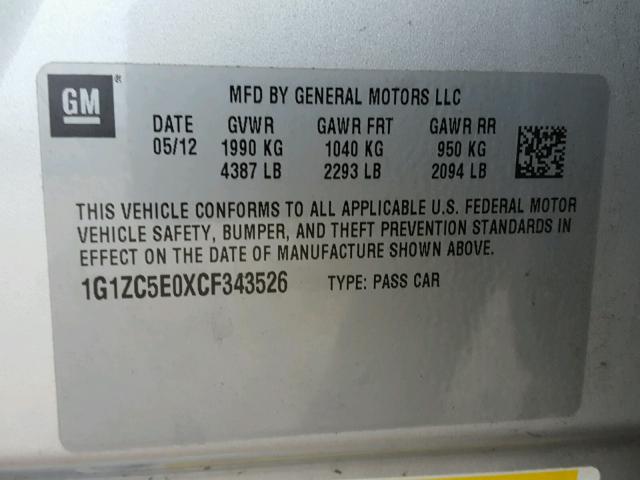 GM ®
MFD BY GENERAL MOTORS LLC
DATE GVWR GAWR FRT GAWR RR
05/12 1990 KG 1040 KG 950 KG
4387 LB 2293 LB 2094 LB
THIS VEHICLE CONFORMS TO ALL APPLICABLE U.S. FEDERAL MOTOR
VEHICLE SAFETY, BUMPER, AND THEFT PREVENTION STANDARDS IN
EFFECT ON THE DATE OF MANUFACTURE SHOWN ABOVE.
1G1ZC5E0XCF343526 TYPE: PASS CAR